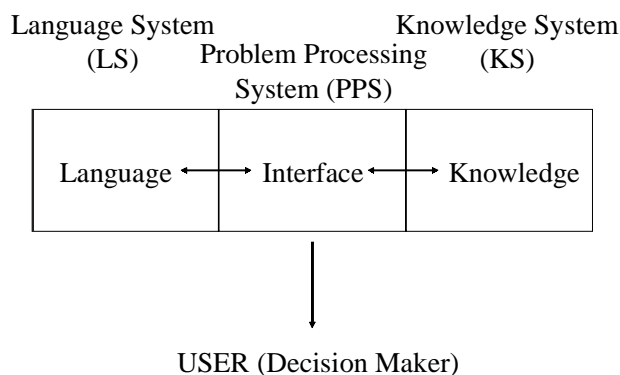 Language System
(LS)
Problem Processing
System (PPS)
Knowledge System
(KS)
Language
Interface
Knowledge
USER (Decision Maker)